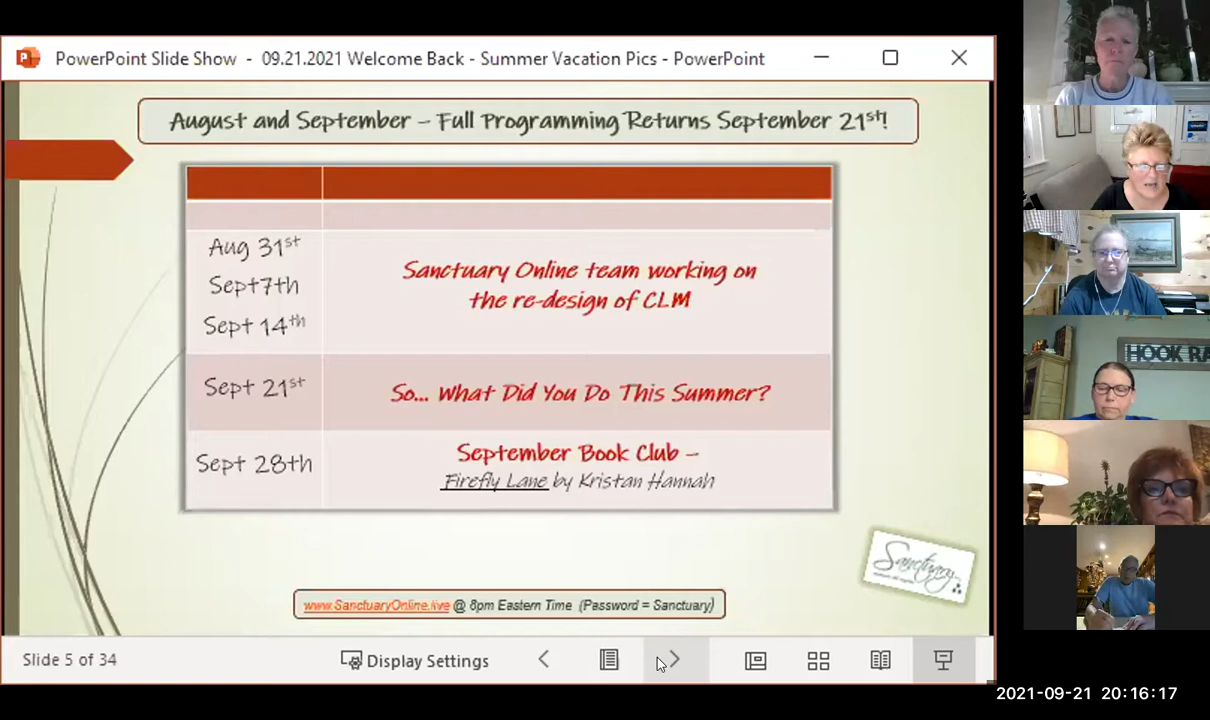 PowerPoint Slide Show - 09.21.2021 Welcome Back - Summer Vacation Pics - PowerPoint
August and September – Full Programming Returns September 21st!
Aug 31st
Sept7th
Sept 14th
Sanctuary Online team working on
the re-design of CLM
Sept 21st
So... What Did You Do This Summer?
Sept 28th
September Book Club –
Firefly Lane by Kristan Hannah
Sanctuary
www.SanctuaryOnline.live @ 8pm Eastern Time (Password = Sanctuary)
Slide 5 of 34
Display Settings
HOOK RA
2021-09-21 20:16:17